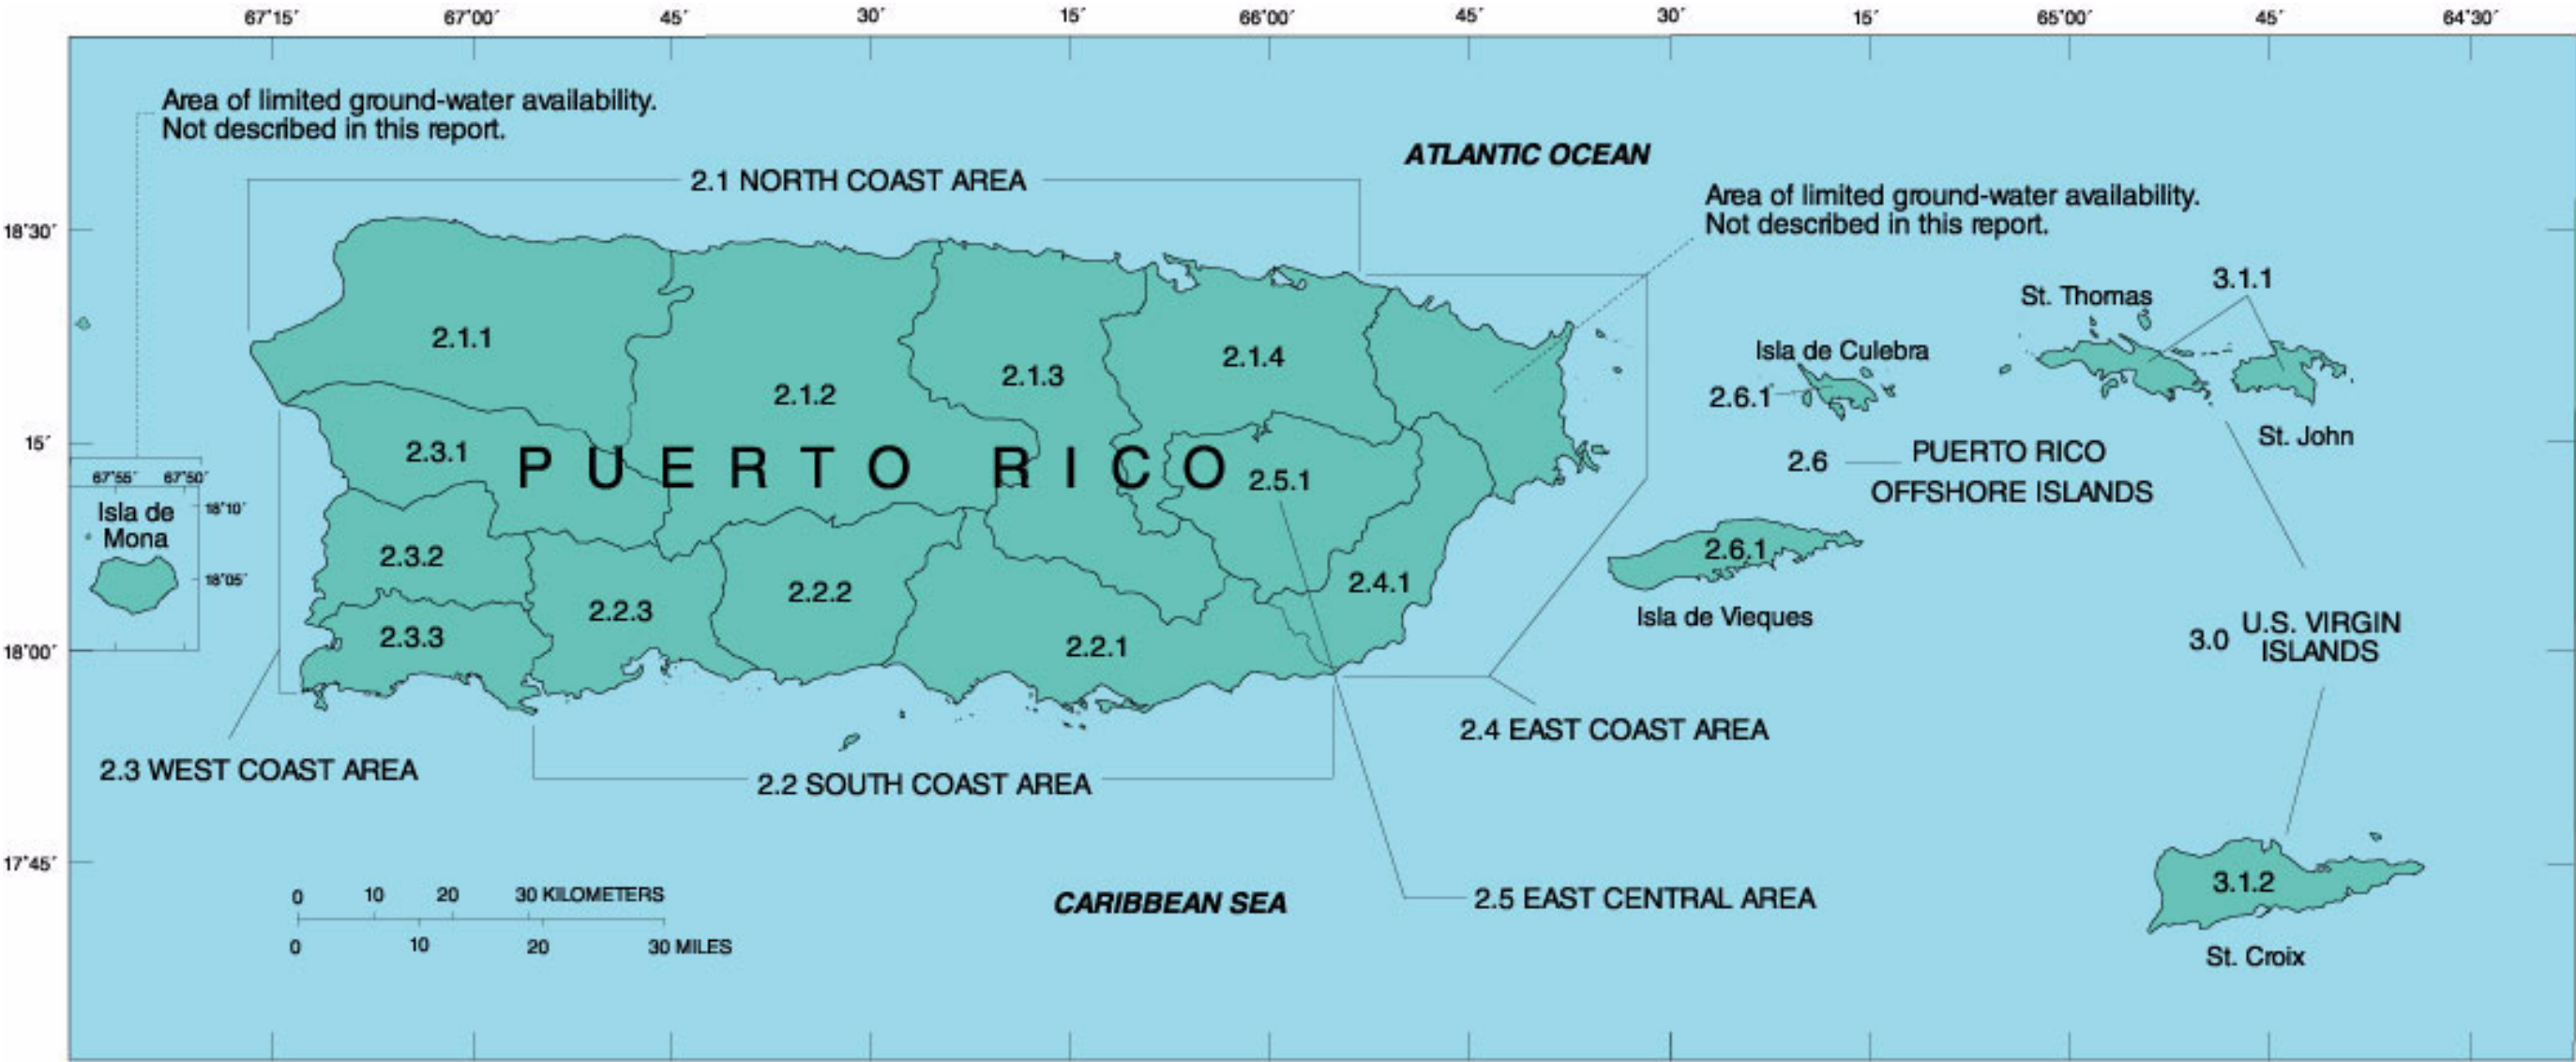 67°15′ 67°00′ 45′ 30′ 15′ 66°00′ 45′ 30′ 15′ 65°00′ 45′ 64°30′
Area of limited ground-water availability.
Not described in this report.
ATLANTIC OCEAN
2.1 NORTH COAST AREA
Area of limited ground-water availability.
Not described in this report.
18°30′
3.1.1
St. Thomas
2.1.1
Isla de Culebra
2.1.4
2.1.3
2.1.2
2.6.1
St. John
15′
2.3.1
PUERTO RICO
2.5.1
2.6
PUERTO RICO
OFFSHORE ISLANDS
67°55′ 67°50′
18°10′
Isla de
Mona
18°05′
2.3.2
2.6.1
2.2.2
2.4.1
2.2.3
Isla de Vieques
2.3.3
2.2.1
3.0
U.S. VIRGIN
ISLANDS
18°00′
2.4 EAST COAST AREA
2.3 WEST COAST AREA
2.2 SOUTH COAST AREA
17°45′
3.1.2
0 10 20 30 KILOMETERS
0 10 20 30 MILES
CARIBBEAN SEA
2.5 EAST CENTRAL AREA
St. Croix